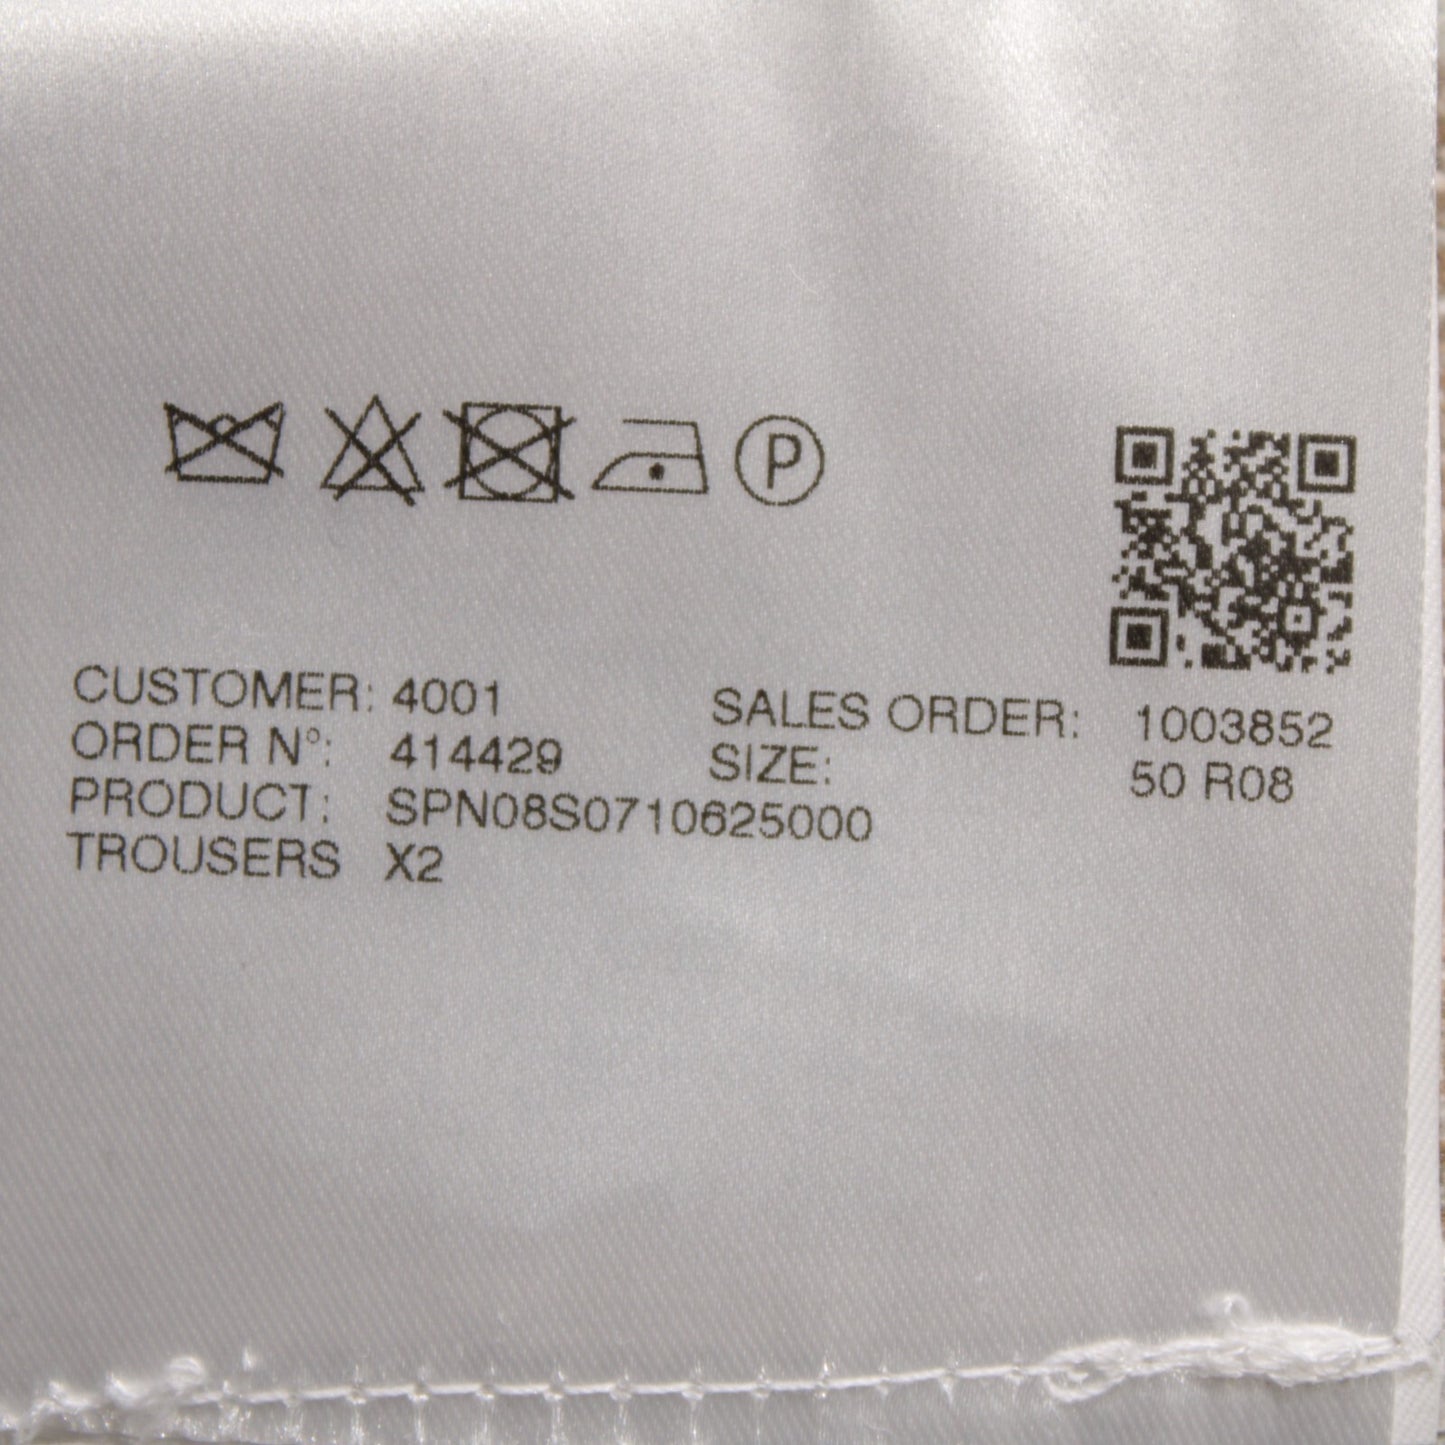 P
CUSTOMER: 4001 SALES ORDER: 1003852
ORDER N°: 414429 SIZE: 50 R08
PRODUCT: SPN08S0710625000
TROUSERS X2